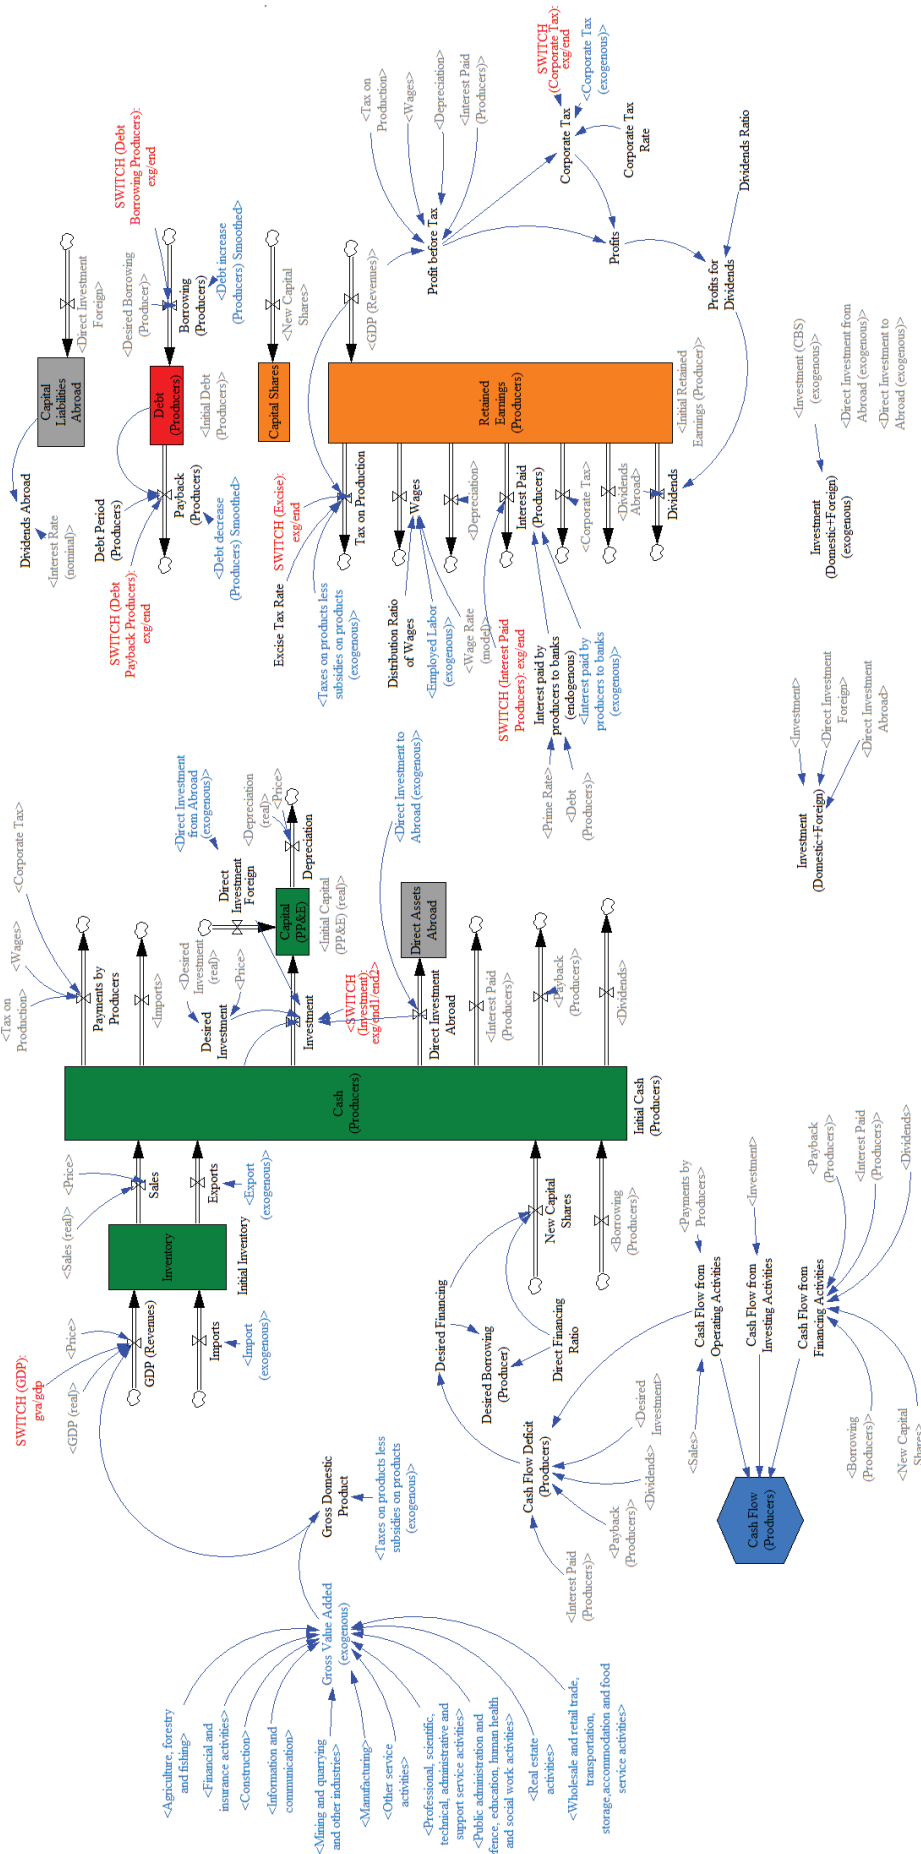 <Agriculture, forestry
and fishing>
<Financial and
insurance activities>
<Construction>
<Information and
communication>
<Mining and quarrying
and other industries>
<Manufacturing>
<Other service
activities>
<Professional, scientific,
technical, administrative and
support service activities>
<Public administration and
fence, education, human health
and social work activities>
<Real estate
activities>
<Wholesale and retail trade,
transportation,
storage,accommodation and food
service activities>
Gross Value Added
(exogenous)
Gross Domestic
Product
<Taxes on products less
subsidies on products
(exogenous)>
SWITCH (GDP):
gva/gdp
<GDP (real)>
<Price>
GDP (Revenues)
Imports
<Import
(exogenous)>
Inventory
Initial Inventory
<Sales (real)>
<Price>
Sales
Exports
<Export
(exogenous)>
Cash
(Producers)
Initial Cash
(Producers)
<Tax on
Production>
<Wages>
<Corporate Tax>
Payments by
Producers
<Imports>
Desired
Investment
<Desired
Investment
(real)>
<Price>
Investment
<SWITCH
(Investment):
exg/end1/end2>
<Direct Investment
from Abroad
(exogenous)>
Direct
Investment
Foreign
Capital
(PP&E)
<Initial Capital
(PP&E) (real)>
<Depreciation
(real)>
<Price>
Depreciation
<Direct Investment to
Abroad (exogenous)>
Direct Investment
Abroad
Direct Assets
Abroad
<Interest Paid
(Producers)>
<Payback
(Producers)>
<Dividends>
Desired Financing
Desired Borrowing
(Producer)
Direct Financing
Ratio
New Capital
Shares
<Borrowing
(Producers)>
Cash Flow Deficit
(Producers)
<Interest Paid
(Producers)>
<Payback
(Producers)>
<Dividends>
<Desired
Investment>
<Sales>
<Payments by
Producers>
Cash Flow from
Operating Activities
<Investment>
Cash Flow from
Investing Activities
Cash Flow from
Financing Activities
<Payback
(Producers)>
<Interest Paid
(Producers)>
<Dividends>
<Borrowing
(Producers)>
<New Capital
Shares>
Cash Flow
(Producers)
Dividends Abroad
<Interest Rate
(nominal)>
Capital
Liabilities
Abroad
<Direct Investment
Foreign>
SWITCH (Debt
Payback Producers):
exg/end
Debt Period
(Producers)
Payback
(Producers)
<Debt decrease
(Producers) Smoothed>
Debt
(Producers)
<Initial Debt
(Producers)>
SWITCH (Debt
Borrowing Producers):
exg/end
<Desired Borrowing
(Producer)>
Borrowing
(Producers)
<Debt increase
(Producers) Smoothed>
Capital Shares
<New Capital
Shares>
Excise Tax Rate
SWITCH (Excise):
exg/end
<Taxes on products less
subsidies on products
(exogenous)>
Tax on Production
Distribution Ratio
of Wages
<Employed Labor
(exogenous)>
<Wage Rate
(model)>
Wages
<Depreciation>
SWITCH (Interest Paid
Producers): exg/end
Interest Paid
(Producers)
<Prime Rate>
<Debt
(Producers)>
Interest paid by
producers to banks
(endogenous)
<Interest paid by
producers to banks
(exogenous)>
<Corporate Tax>
<Dividends
Abroad>
Dividends
Retained
Earnings
(Producers)
<Initial Retained
Earnings (Producer)>
<GDP (Revenues)>
<Tax on
Production>
<Wages>
<Depreciation>
<Interest Paid
(Producers)>
Profit before Tax
SWITCH
(Corporate Tax):
exg/end
<Corporate Tax
(exogenous)>
Corporate Tax
Corporate Tax
Rate
Profits
Profits for
Dividends
Dividends Ratio
<Investment>
<Direct Investment
Foreign>
<Direct Investment
Abroad>
Investment
(Domestic+Foreign)
<Investment (CBS)
(exogenous)>
<Direct Investment from
Abroad (exogenous)>
<Direct Investment to
Abroad (exogenous)>
Investment
(Domestic+Foreign)
(exogenous)